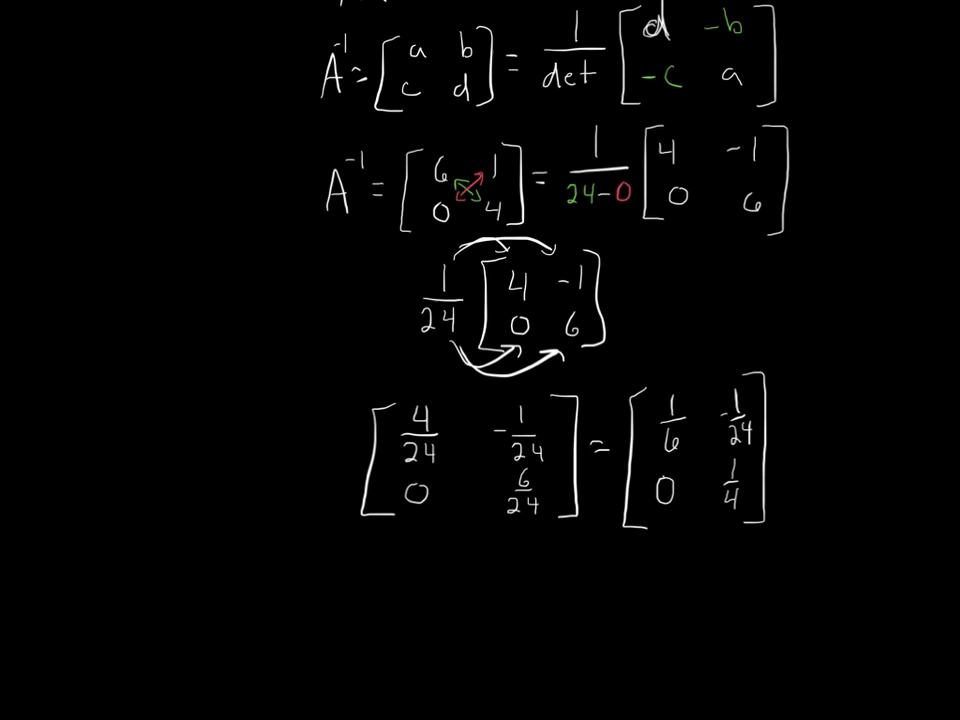 A⁻¹ = [a b; c d] = 1/det [d -b; -c a]
A⁻¹ = [6 1; 0 4] = 1/(24-0) [4 -1; 0 6]
1/24 [4 -1; 0 6]
[4/24 -1/24; 0 6/24] = [1/6 -1/24; 0 1/4]